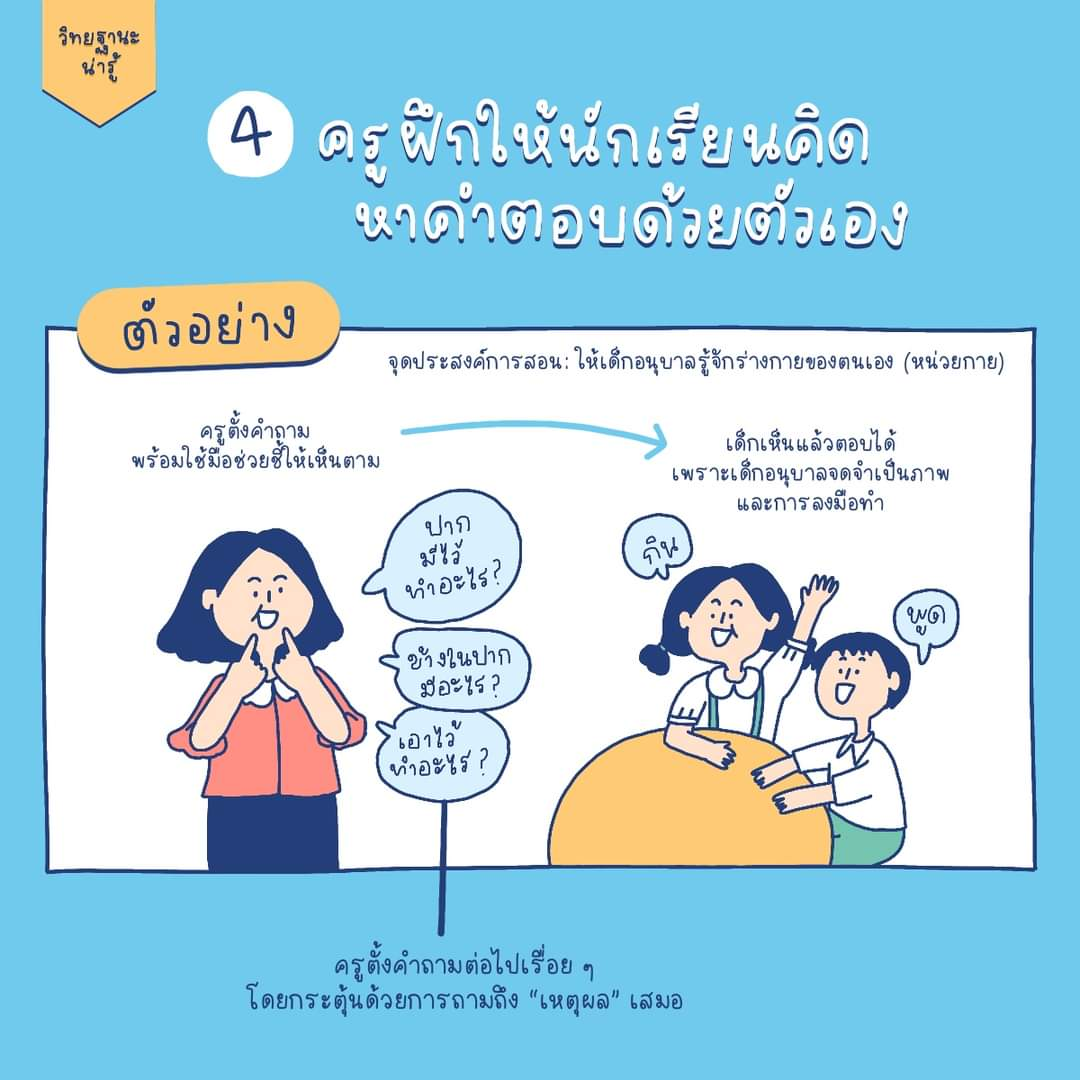 วิทยฐานะ
น่ารู้
4 ครูฝึกให้นักเรียนคิด
หาคำตอบด้วยตัวเอง
ตัวอย่าง
จุดประสงค์การสอน: ให้เด็กอนุบาลรู้จักร่างกายของตนเอง (หน่วยกาย)
ครูตั้งคำถาม
พร้อมใช้มือช่วยชี้ให้เห็นตาม
เด็กเห็นแล้วตอบได้
เพราะเด็กอนุบาลจดจำเป็นภาพ
และการลงมือทำ
ปาก
มีไว้
ทำอะไร?
ข้างในปาก
มีอะไร?
เอาไว้
ทำอะไร?
กิน
พูด
ครูตั้งคำถามต่อไปเรื่อย ๆ
โดยกระตุ้นด้วยการถามถึง “เหตุผล” เสมอ